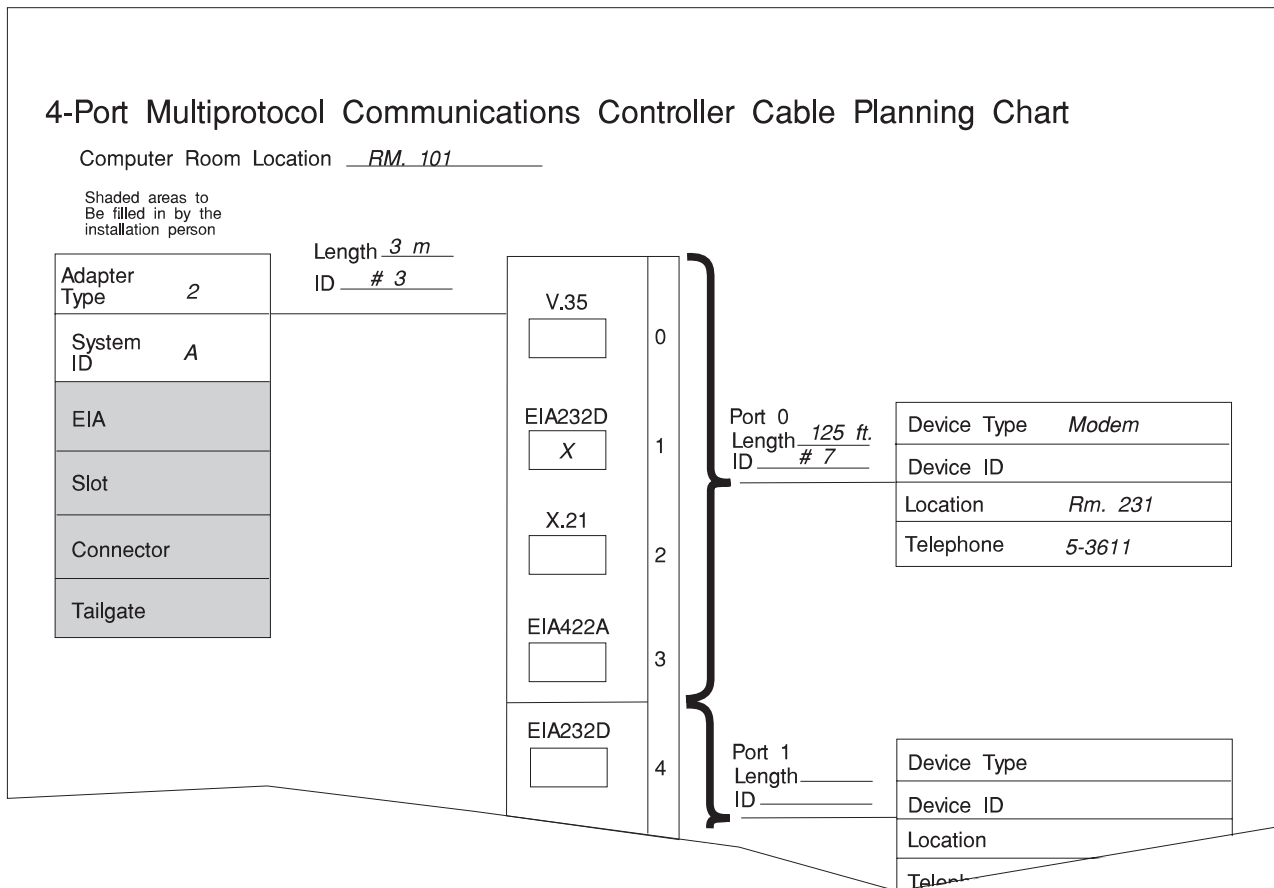 4-Port Multiprotocol Communications Controller Cable Planning Chart
Computer Room Location RM. 101
Shaded areas to
Be filled in by the
installation person
Adapter
Type 2
System
ID A
EIA
Slot
Connector
Tailgate
Length 3 m
ID # 3
V.35
0
EIA232D
X
1
X.21
2
EIA422A
3
EIA232D
4
Port 0
Length 125 ft.
ID # 7
Device Type Modem
Device ID
Location Rm. 231
Telephone 5-3611
Port 1
Length
ID
Device Type
Device ID
Location